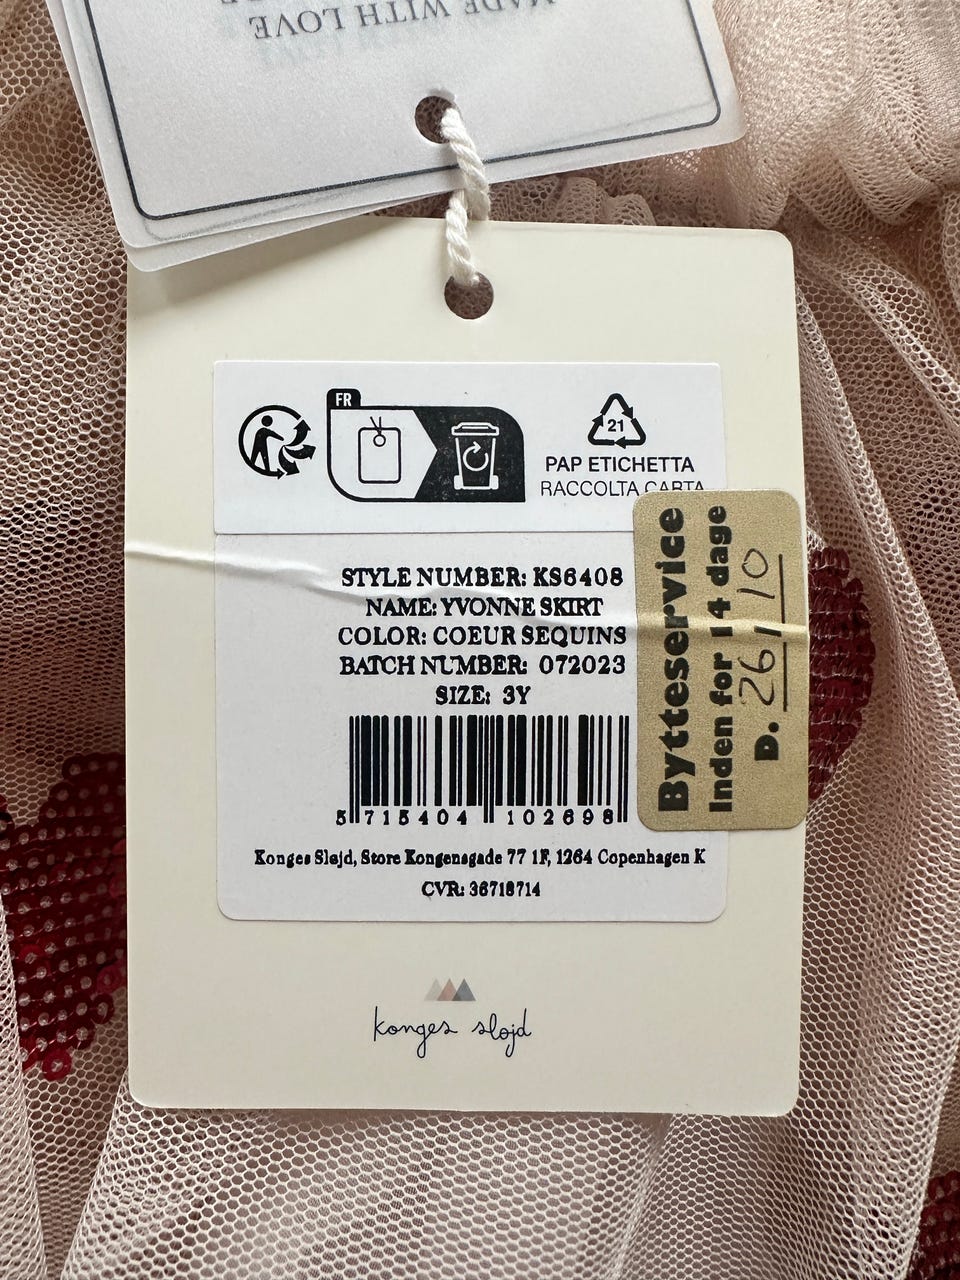 MADE WITH LOVE
FR
21
PAP ETICHETTA
RACCOLTA CARTA
STYLE NUMBER: KS6408
NAME: YVONNE SKIRT
COLOR: COEUR SEQUINS
BATCH NUMBER: 072023
SIZE: 3Y
5 715404 102698
Konges Sløjd, Store Kongensgade 77 1F, 1264 Copenhagen K
CVR: 36718714
Bytteservice
Inden for 14 dage
D. 26/10
konges sløjd